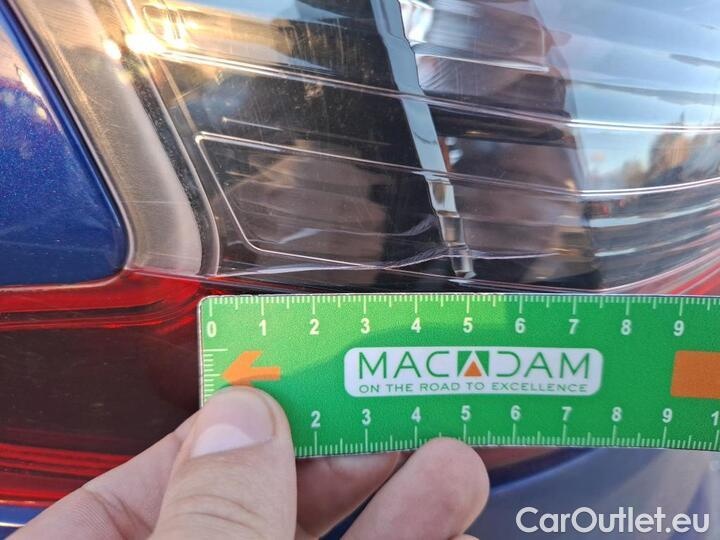 0 1 2 3 4 5 6 7 8 9
MACADAM
ON THE ROAD TO EXCELLENCE
2 3 4 5 6 7 8 9 1
CarOutlet.eu